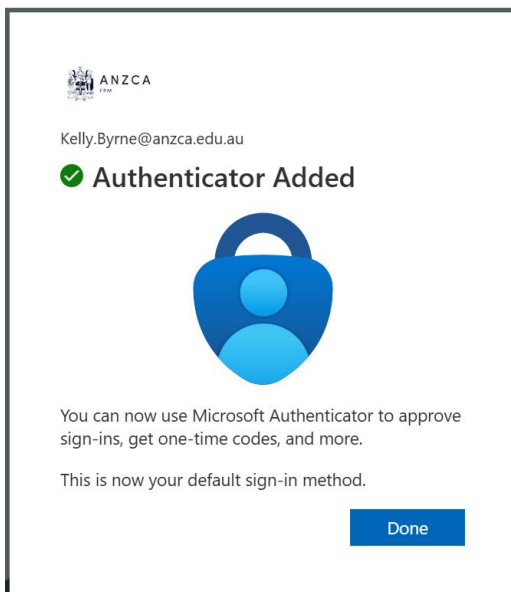 ANZCA
FPM
Kelly.Byrne@anzca.edu.au
Authenticator Added
You can now use Microsoft Authenticator to approve
sign-ins, get one-time codes, and more.
This is now your default sign-in method.
Done